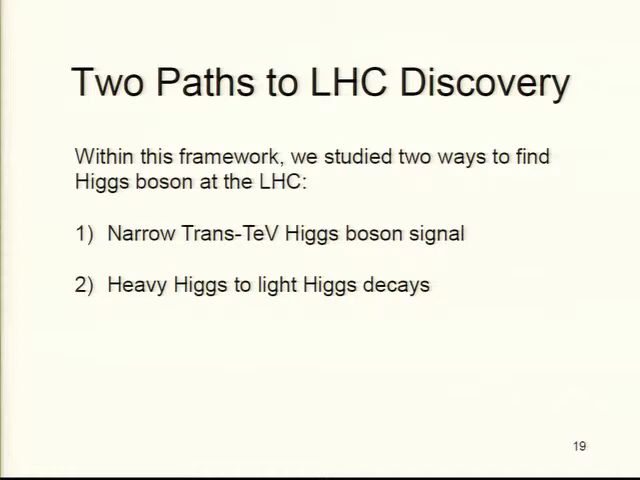 Two Paths to LHC Discovery
Within this framework, we studied two ways to find
Higgs boson at the LHC:
1) Narrow Trans-TeV Higgs boson signal
2) Heavy Higgs to light Higgs decays
19